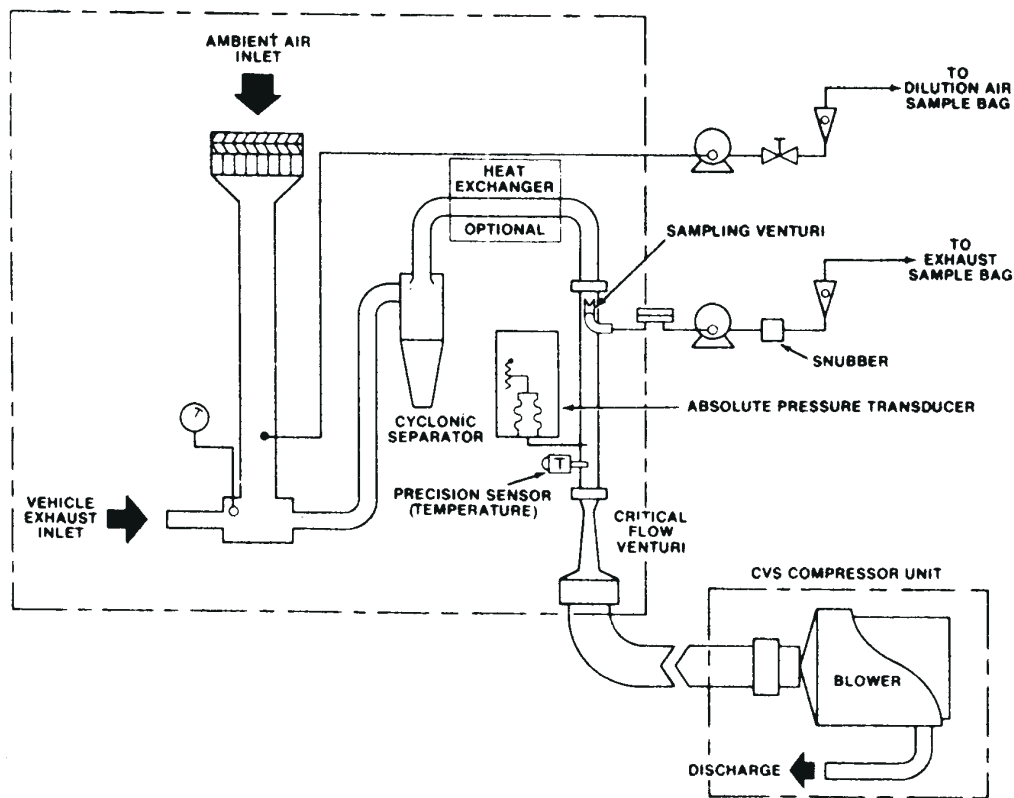 AMBIENT AIR
INLET
TO
DILUTION AIR
SAMPLE BAG
HEAT
EXCHANGER
OPTIONAL
SAMPLING VENTURI
TO
EXHAUST
SAMPLE BAG
M
SNUBBER
ABSOLUTE PRESSURE TRANSDUCER
CYCLONIC
SEPARATOR
T
T
PRECISION SENSOR
(TEMPERATURE)
VEHICLE
EXHAUST
INLET
CRITICAL
FLOW
VENTURI
CVS COMPRESSOR UNIT
BLOWER
DISCHARGE